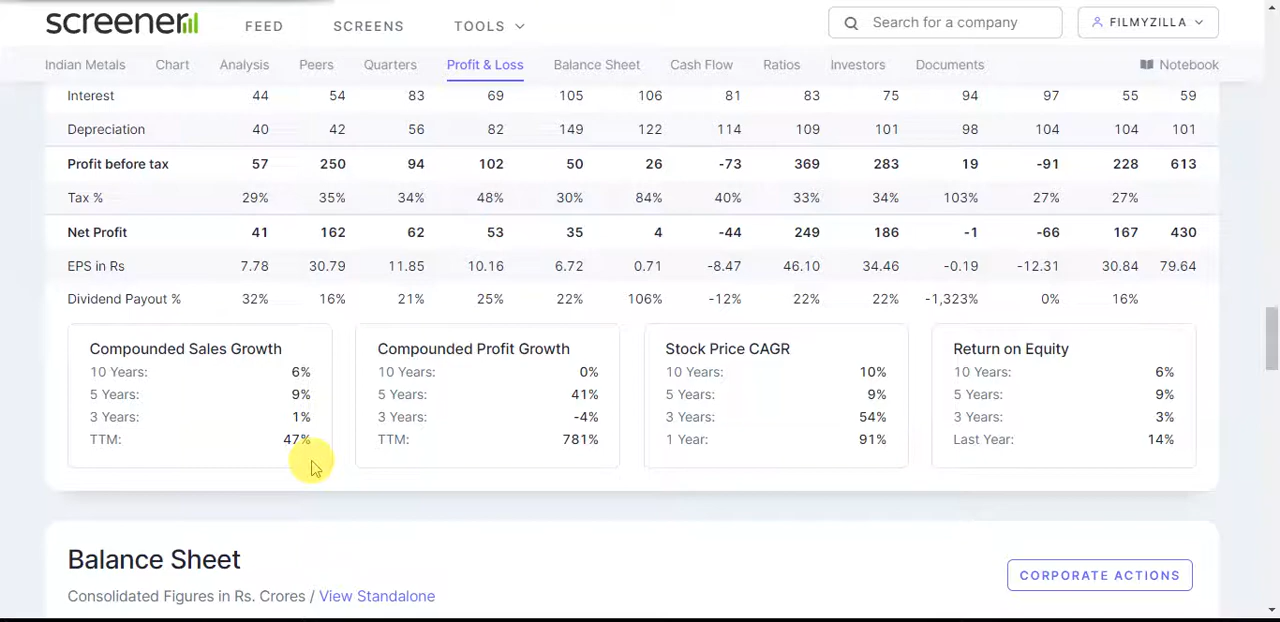 screener FEED SCREENS TOOLS Search for a company FILMYZILLA
Indian Metals Chart Analysis Peers Quarters Profit & Loss Balance Sheet Cash Flow Ratios Investors Documents Notebook
Interest 44 54 83 69 105 106 81 83 75 94 97 55 59
Depreciation 40 42 56 82 149 122 114 109 101 98 104 104 101
Profit before tax 57 250 94 102 50 26 -73 369 283 19 -91 228 613
Tax % 29% 35% 34% 48% 30% 84% 40% 33% 34% 103% 27% 27%
Net Profit 41 162 62 53 35 4 -44 249 186 -1 -66 167 430
EPS in Rs 7.78 30.79 11.85 10.16 6.72 0.71 -8.47 46.10 34.46 -0.19 -12.31 30.84 79.64
Dividend Payout % 32% 16% 21% 25% 22% 106% -12% 22% 22% -1,323% 0% 16%
Compounded Sales Growth
10 Years: 6%
5 Years: 9%
3 Years: 1%
TTM: 47%
Compounded Profit Growth
10 Years: 0%
5 Years: 41%
3 Years: -4%
TTM: 781%
Stock Price CAGR
10 Years: 10%
5 Years: 9%
3 Years: 54%
1 Year: 91%
Return on Equity
10 Years: 6%
5 Years: 9%
3 Years: 3%
Last Year: 14%
Balance Sheet
CORPORATE ACTIONS
Consolidated Figures in Rs. Crores / View Standalone